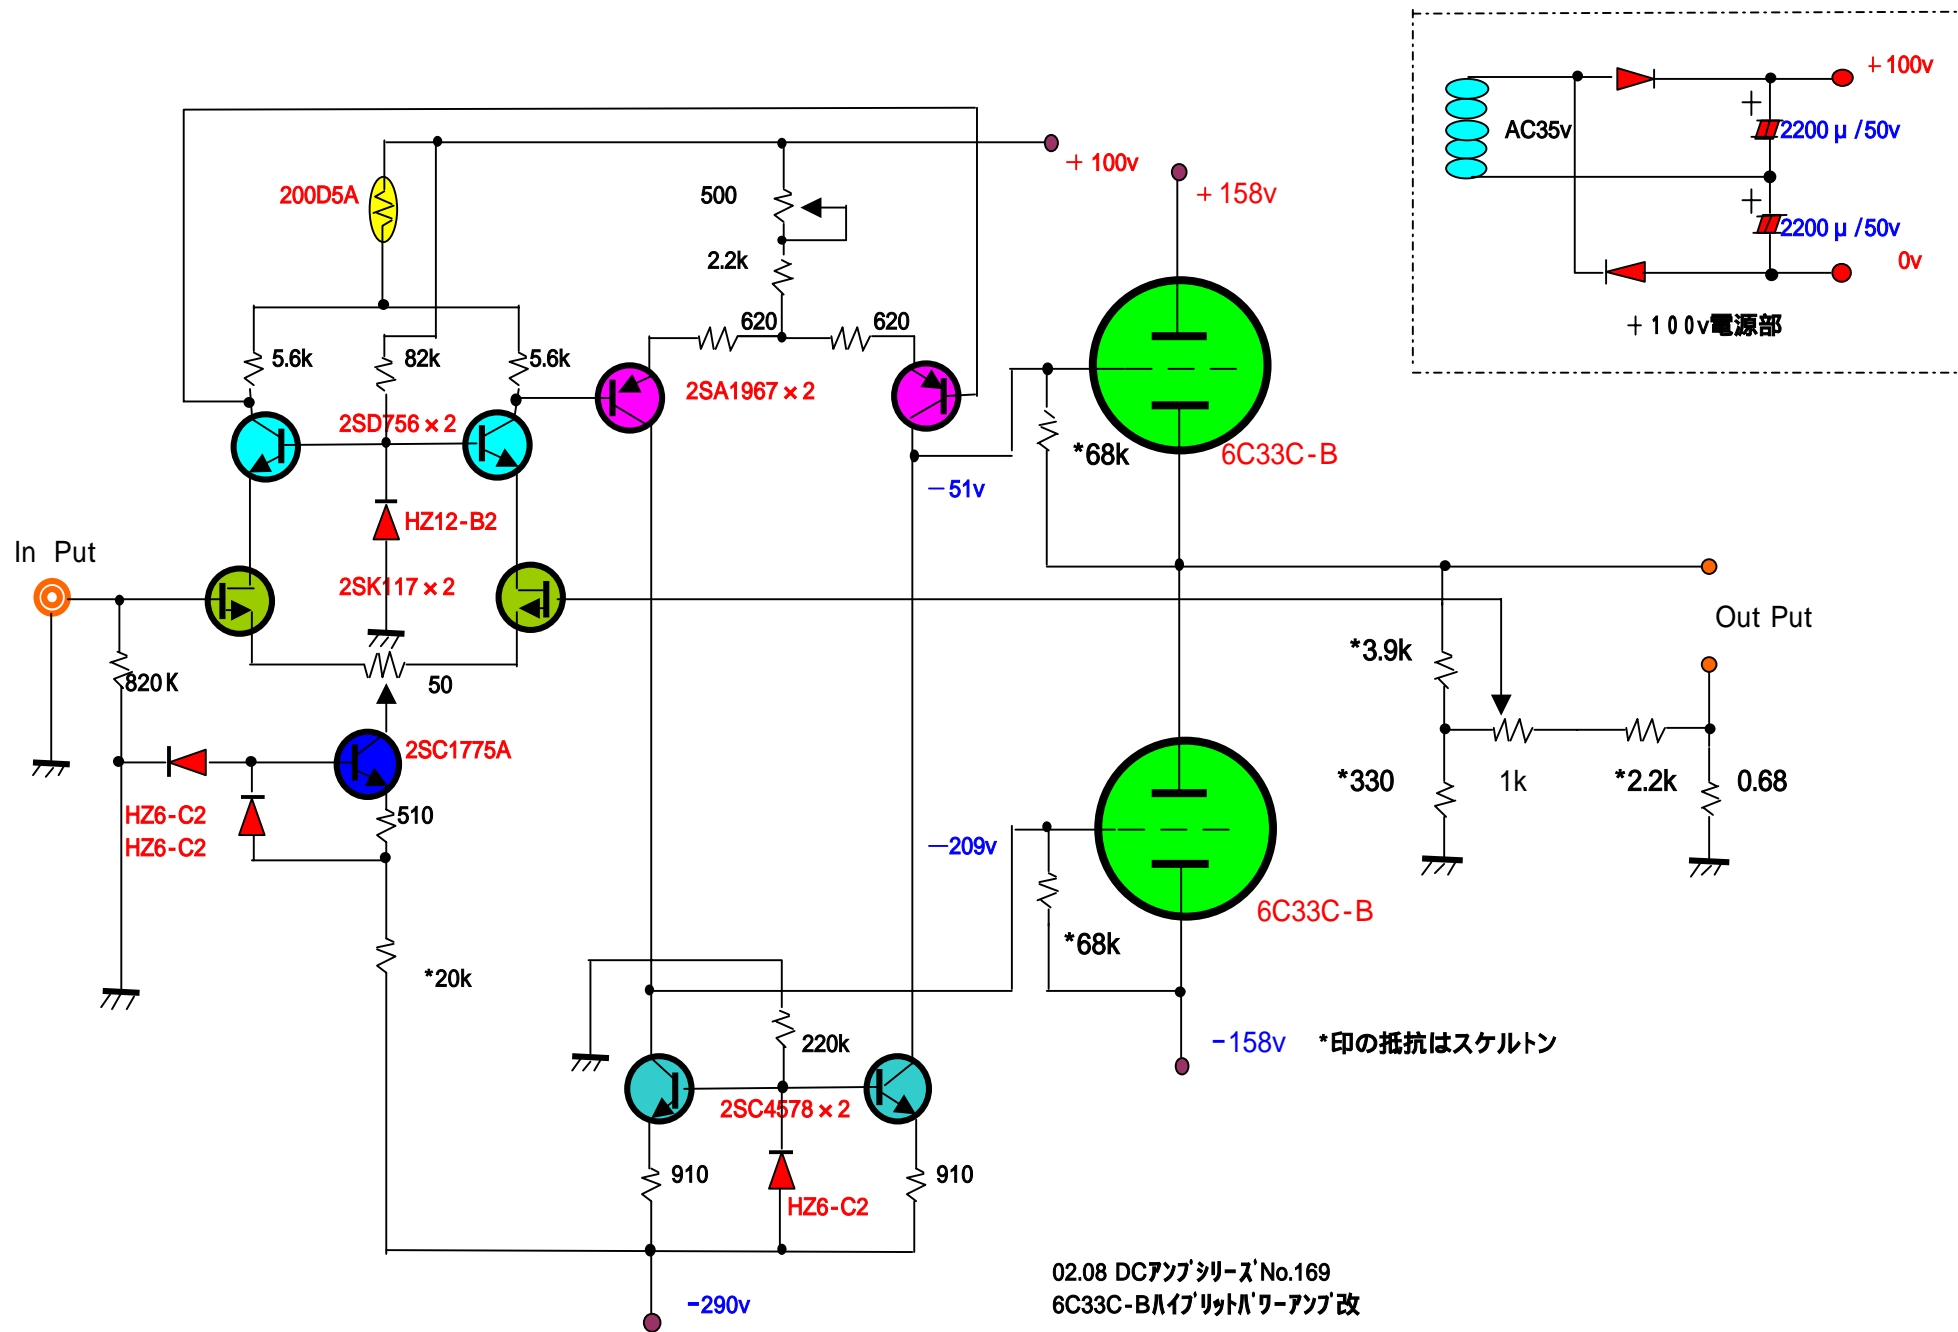 +100v
AC35v
2200μ/50v
2200μ/50v
0v
+100v電源部
+100v
200D5A
500
+158v
2.2k
620
620
5.6k
82k
5.6k
2SA1967×2
2SD756×2
*68k
6C33C-B
-51v
HZ12-B2
In Put
2SK117×2
Out Put
*3.9k
820K
50
2SC1775A
*330
1k
*2.2k
0.68
HZ6-C2
510
HZ6-C2
-209v
6C33C-B
*68k
*20k
220k
-158v
*印の抵抗はスケルトン
2SC4578×2
910
910
HZ6-C2
-290v
02.08 DCアンプシリーズNo.169
6C33C-Bハイブリットパワーアンプ改